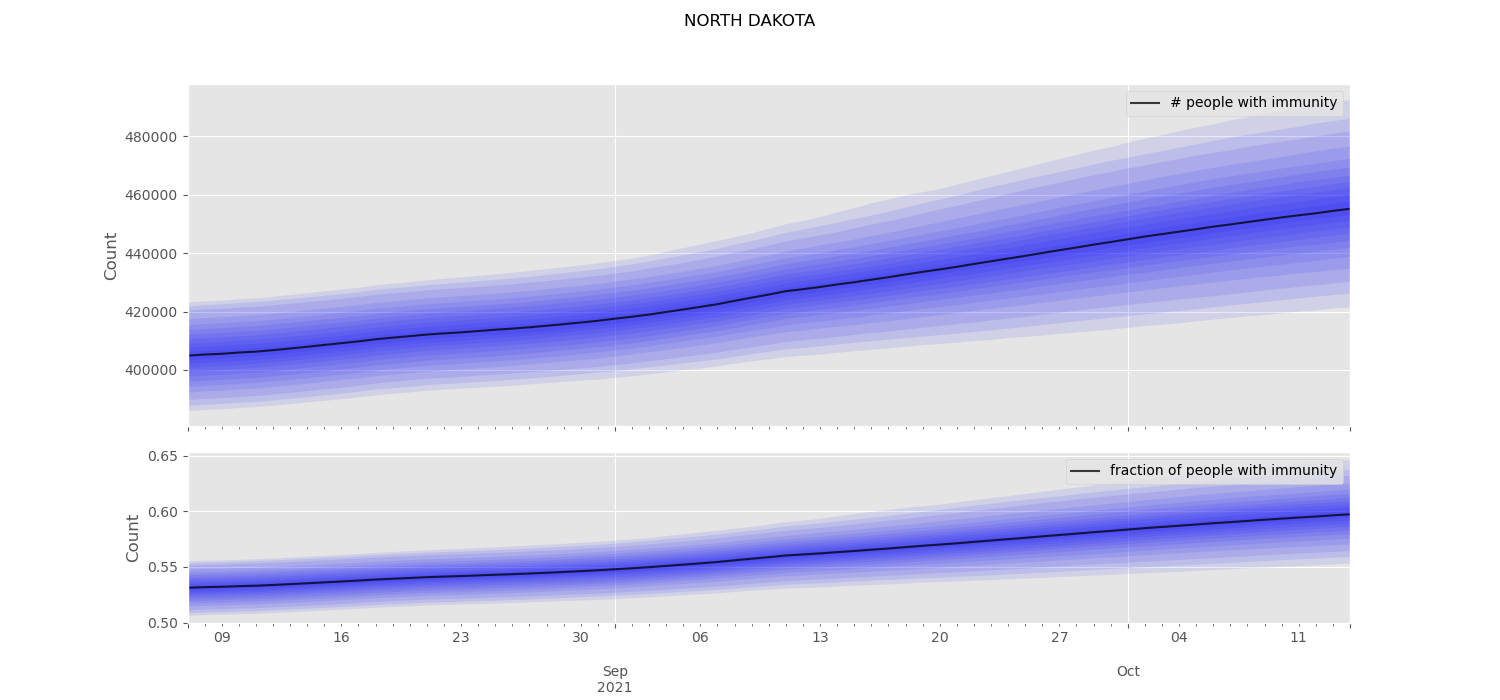 NORTH DAKOTA
# people with immunity
480000
460000
440000
420000
400000
Count
fraction of people with immunity
0.65
0.60
0.55
0.50
Count
09 16 23 30 06 13 20 27 04 11
Sep Oct
2021